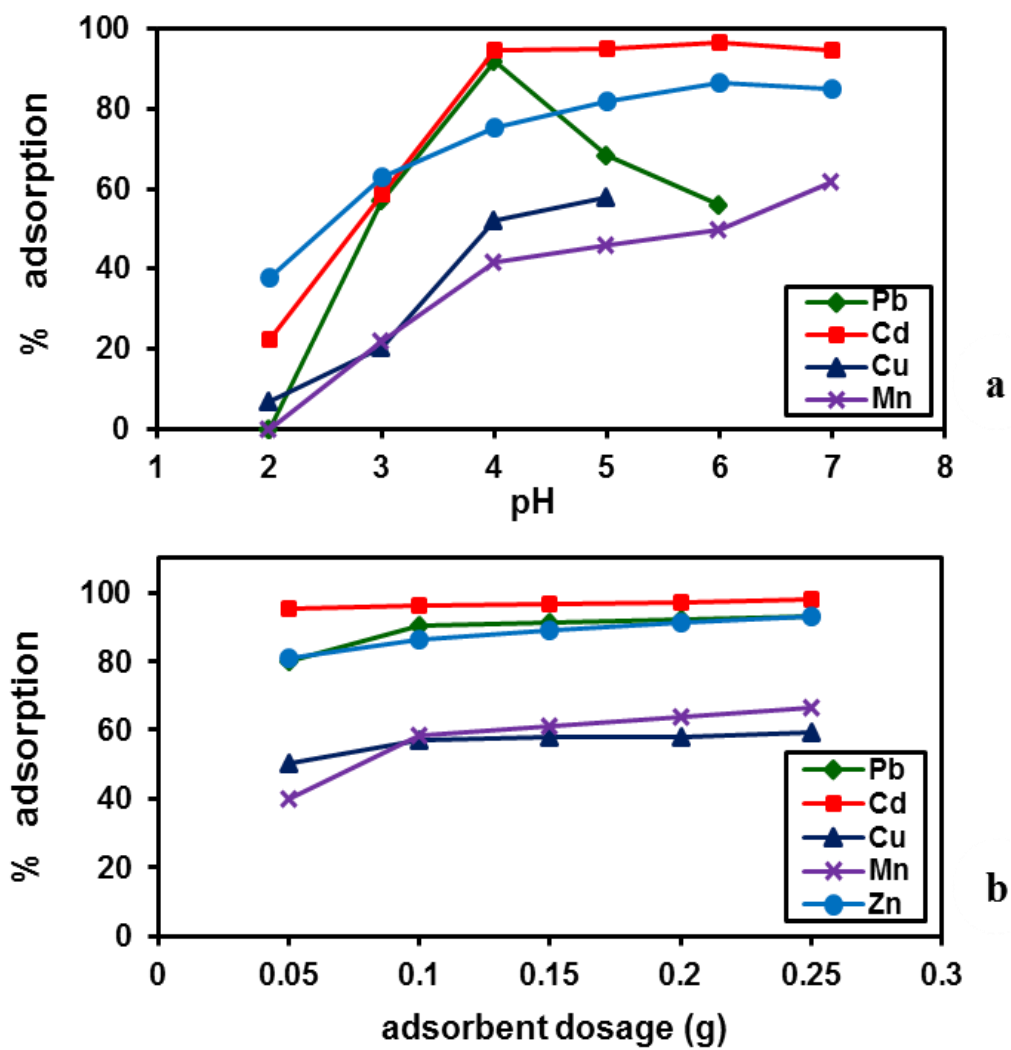 100
80
60
40
20
0
% adsorption
1 2 3 4 5 6 7 8
pH
Pb
Cd
Cu
Mn
a
100
80
60
40
20
0
% adsorption
0 0.05 0.1 0.15 0.2 0.25 0.3
adsorbent dosage (g)
Pb
Cd
Cu
Mn
Zn
b